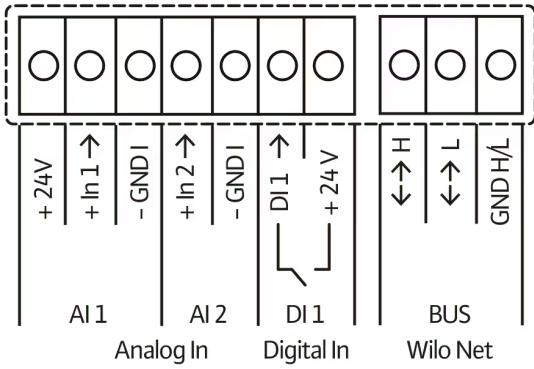 + 24V
+ In 1 →
- GND I
+ In 2 →
- GND I
DI 1 →
+ 24 V
↔ H
↔ L
GND H/L
AI 1 AI 2 DI 1 BUS
Analog In Digital In Wilo Net